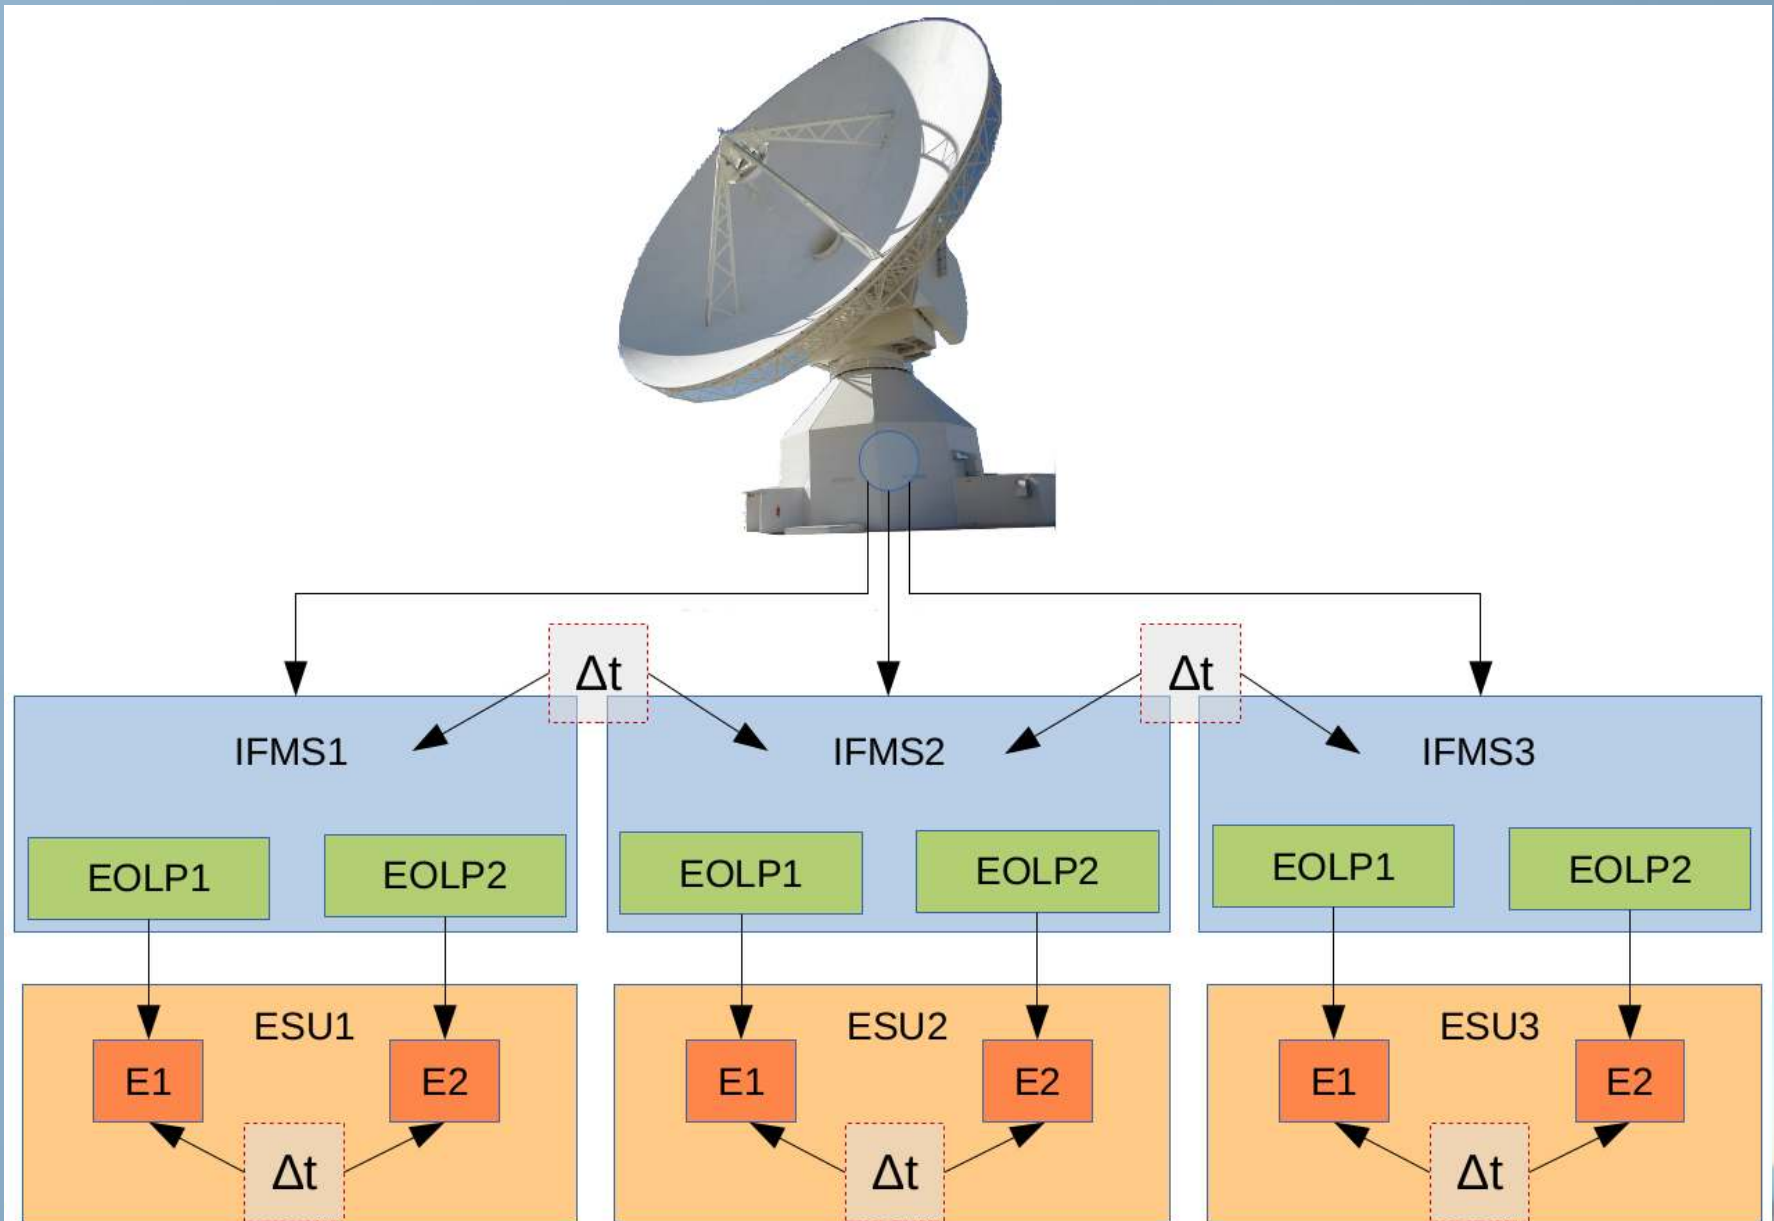 Δt
Δt
IFMS1
IFMS2
IFMS3
EOLP1
EOLP2
EOLP1
EOLP2
EOLP1
EOLP2
ESU1
ESU2
ESU3
E1
E2
E1
E2
E1
E2
Δt
Δt
Δt